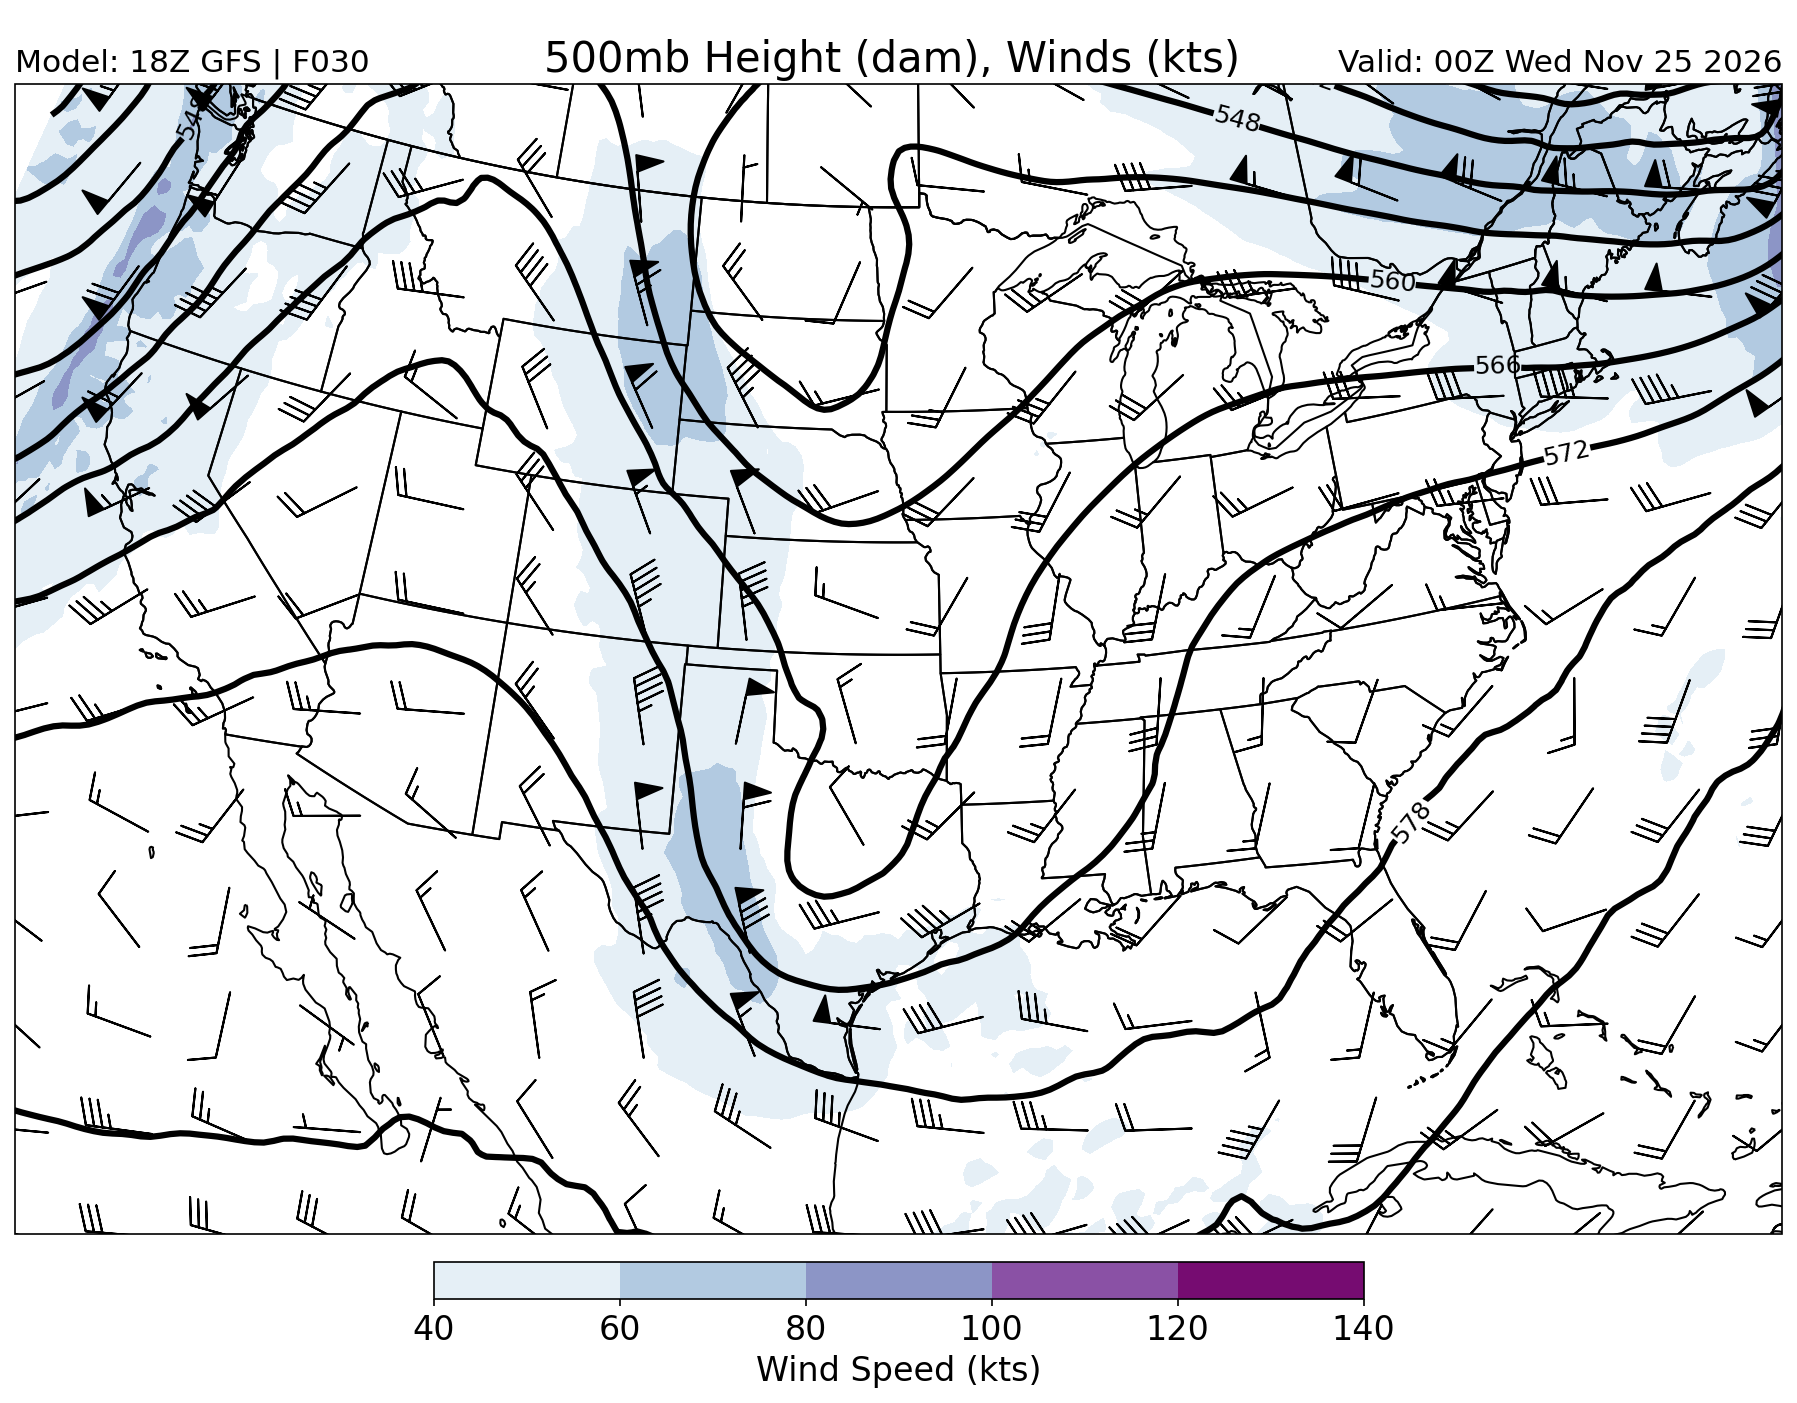 Model: 18Z GFS | F030
500mb Height (dam), Winds (kts)
Valid: 00Z Wed Nov 25 2026
548
560
566
572
578
40 60 80 100 120 140
Wind Speed (kts)